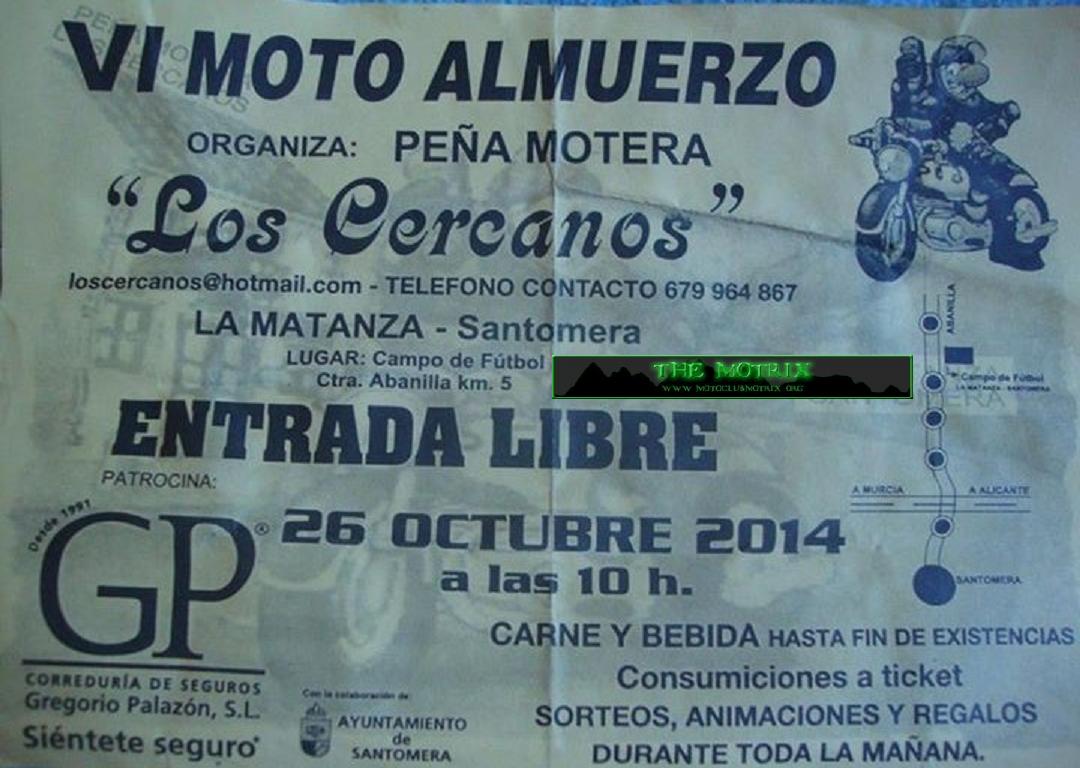 VI MOTO ALMUERZO
ORGANIZA: PEÑA MOTERA
"Los Cercanos"
loscercanos@hotmail.com - TELEFONO CONTACTO 679 964 867
LA MATANZA - Santomera
LUGAR: Campo de Fútbol
Ctra. Abanilla km. 5
THE MOTRIX
WWW.MOTOCLUBMOTRIX.ORG
ENTRADA LIBRE
ABANILLA
Campo de Fútbol
LA MATANZA - SANTOMERA
A MURCIA A ALICANTE
SANTOMERA
PATROCINA:
Desde 1991
GP®
CORREDURÍA DE SEGUROS
Gregorio Palazón, S.L.
Siéntete seguro*
26 OCTUBRE 2014
a las 10 h.
CARNE Y BEBIDA HASTA FIN DE EXISTENCIAS
Consumiciones a ticket
SORTEOS, ANIMACIONES Y REGALOS
DURANTE TODA LA MAÑANA.
Con la colaboración de:
AYUNTAMIENTO
de
SANTOMERA